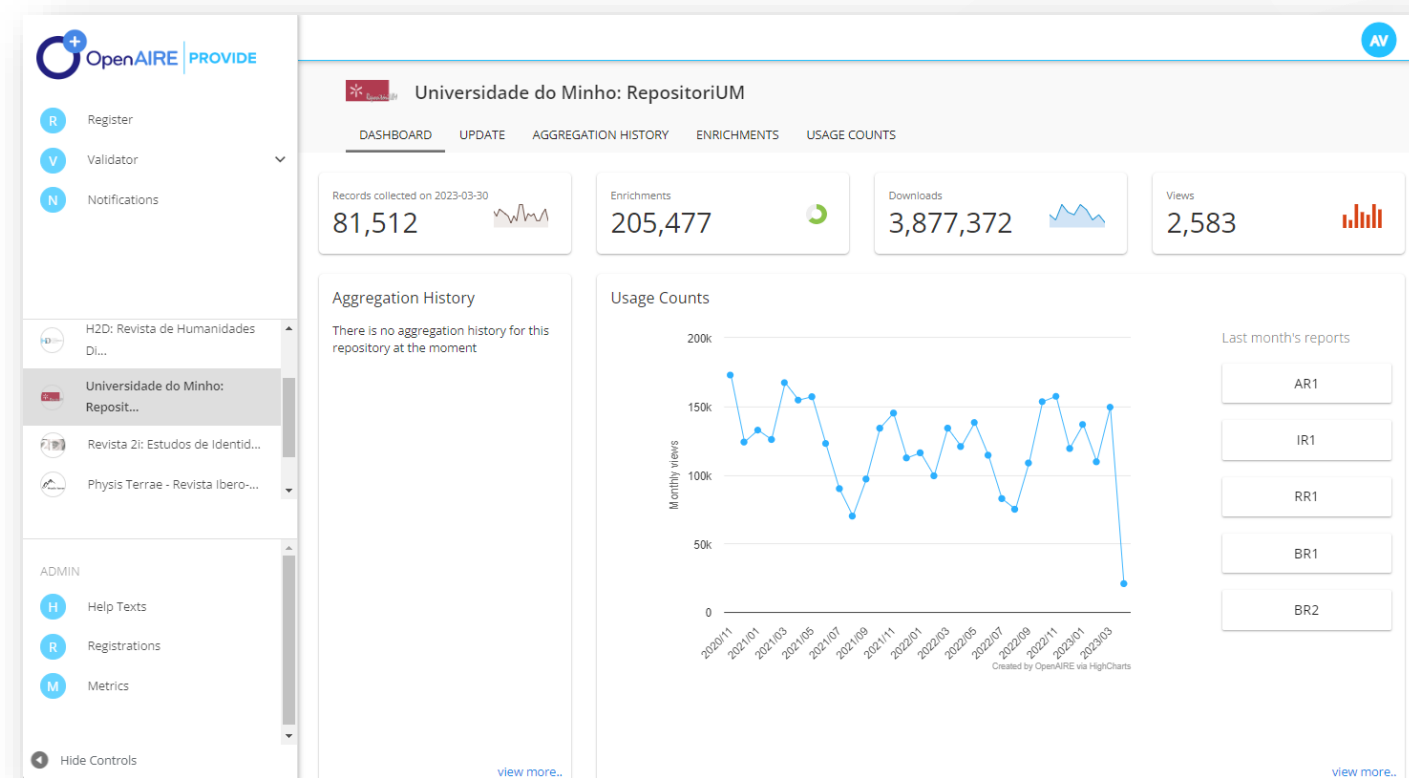 OpenAIRE PROVIDE
AV
R Register
V Validator
N Notifications
H2D: Revista de Humanidades
Di...
Universidade do Minho:
Reposit...
Revista 2i: Estudos de Identid...
Physis Terrae - Revista Ibero-...
ADMIN
H Help Texts
R Registrations
M Metrics
Hide Controls
Universidade do Minho: RepositoriUM
DASHBOARD UPDATE AGGREGATION HISTORY ENRICHMENTS USAGE COUNTS
Records collected on 2023-03-30
81,512
Enrichments
205,477
Downloads
3,877,372
Views
2,583
Aggregation History
There is no aggregation history for this
repository at the moment
view more..
Usage Counts
Monthly views
200k
150k
100k
50k
0
2020/11 2021/01 2021/03 2021/05 2021/07 2021/09 2021/11 2022/01 2022/03 2022/05 2022/07 2022/09 2022/11 2023/01 2023/03
Created by OpenAIRE via HighCharts
Last month's reports
AR1
IR1
RR1
BR1
BR2
view more..